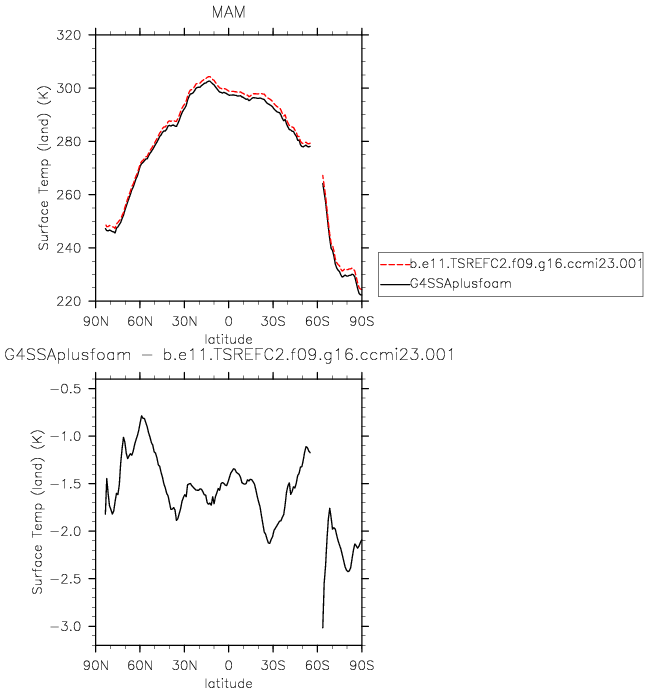 MAM
320
300
280
260
240
220
Surface Temp (land) (K)
90N 60N 30N 0 30S 60S 90S
latitude
b.e11.TSREFC2.f09.g16.ccmi23.001
G4SSAplusfoam
G4SSAplusfoam − b.e11.TSREFC2.f09.g16.ccmi23.001
−0.5
−1.0
−1.5
−2.0
−2.5
−3.0
Surface Temp (land) (K)
90N 60N 30N 0 30S 60S 90S
latitude